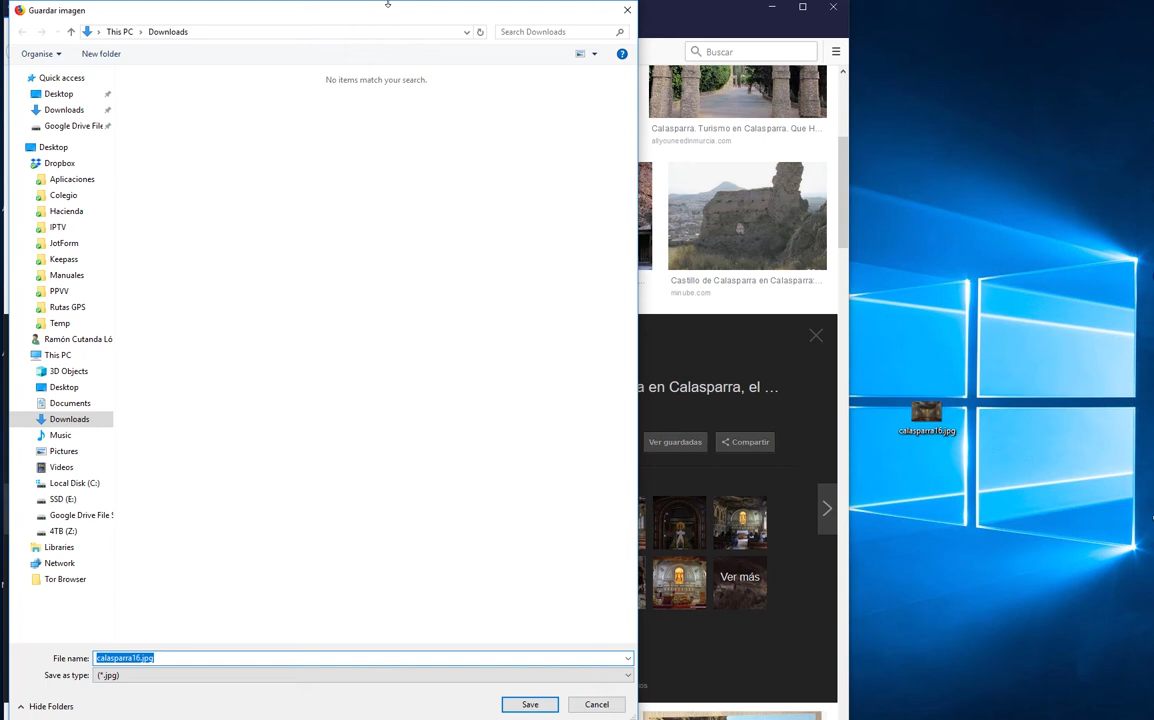 Guardar imagen
This PC > Downloads
Search Downloads
Organise
New folder
No items match your search.
Quick access
Desktop
Downloads
Google Drive File
Desktop
Dropbox
Aplicaciones
Colegio
Hacienda
IPTV
JotForm
Keepass
Manuales
PPVV
Rutas GPS
Temp
Ramón Cutanda Ló
This PC
3D Objects
Desktop
Documents
Downloads
Music
Pictures
Videos
Local Disk (C:)
SSD (E:)
Google Drive File S
4TB (Z:)
Libraries
Network
Tor Browser
File name: calasparra16.jpg
Save as type: (*.jpg)
Hide Folders
Save
Cancel
Buscar
Calasparra. Turismo en Calasparra. Que H...
allyouneedinmurcia.com
Castillo de Calasparra en Calasparra:...
minube.com
a en Calasparra, el ...
Ver guardadas
Compartir
Ver más
calasparra16.jpg